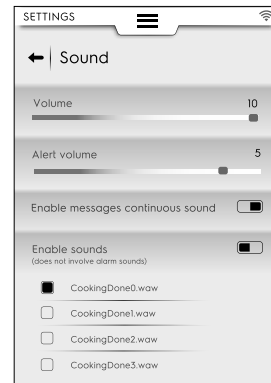 SETTINGS
Sound
Volume 10
Alert volume 5
Enable messages continuous sound
Enable sounds
(does not involve alarm sounds)
CookingDone0.waw
CookingDone1.waw
CookingDone2.waw
CookingDone3.waw